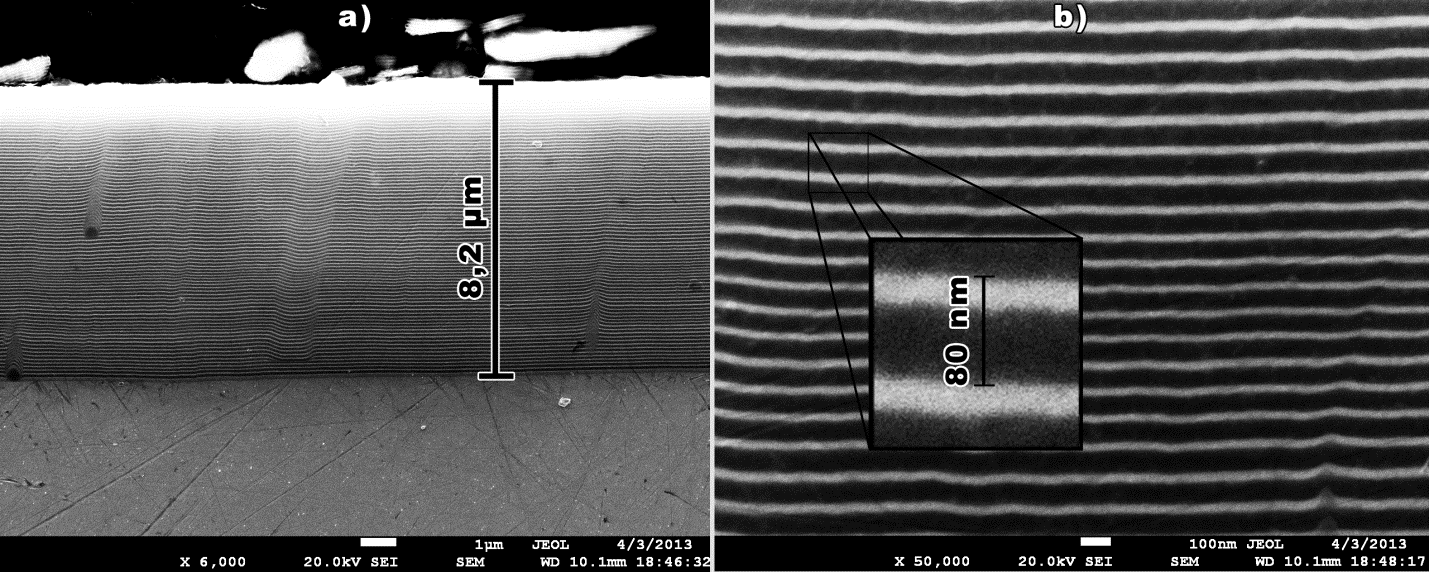 a)
8,2 µm
1µm JEOL 4/3/2013
X 6,000 20.0kV SEI SEM WD 10.1mm 18:46:32
b)
80 nm
100nm JEOL 4/3/2013
X 50,000 20.0kV SEI SEM WD 10.1mm 18:48:17